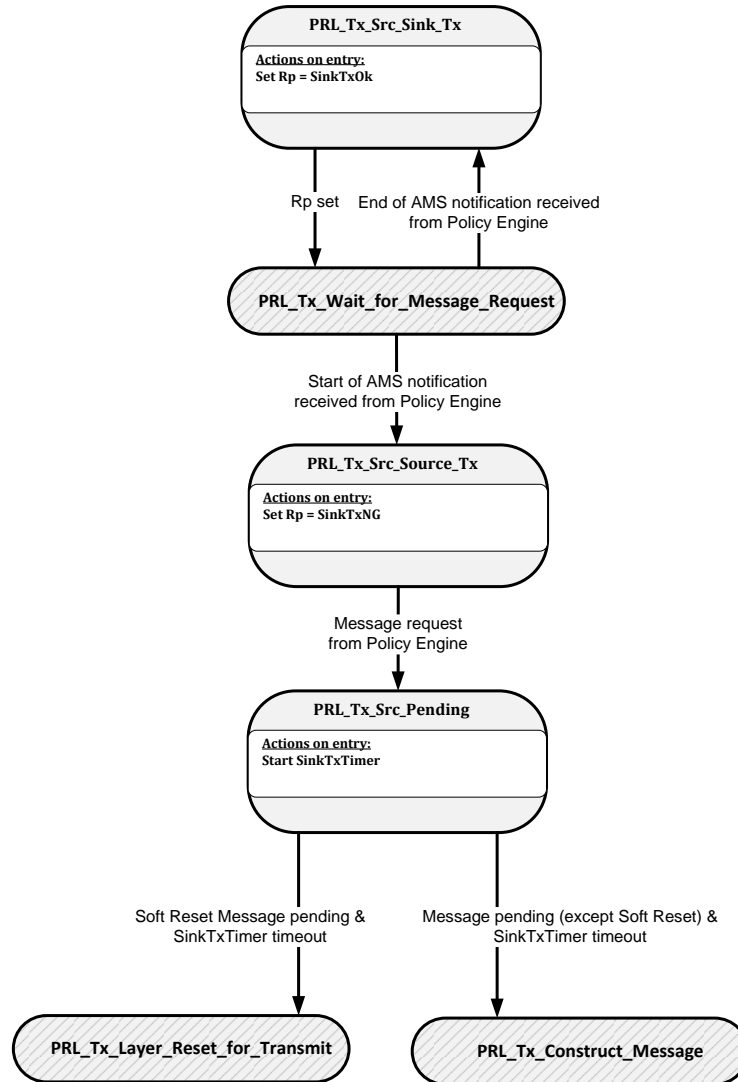 PRL_Tx_Src_Sink_Tx
Actions on entry:
Set Rp = SinkTxOk
Rp set
End of AMS notification received
from Policy Engine
PRL_Tx_Wait_for_Message_Request
Start of AMS notification
received from Policy Engine
PRL_Tx_Src_Source_Tx
Actions on entry:
Set Rp = SinkTxNG
Message request
from Policy Engine
PRL_Tx_Src_Pending
Actions on entry:
Start SinkTxTimer
Soft Reset Message pending &
SinkTxTimer timeout
Message pending (except Soft Reset) &
SinkTxTimer timeout
PRL_Tx_Layer_Reset_for_Transmit
PRL_Tx_Construct_Message